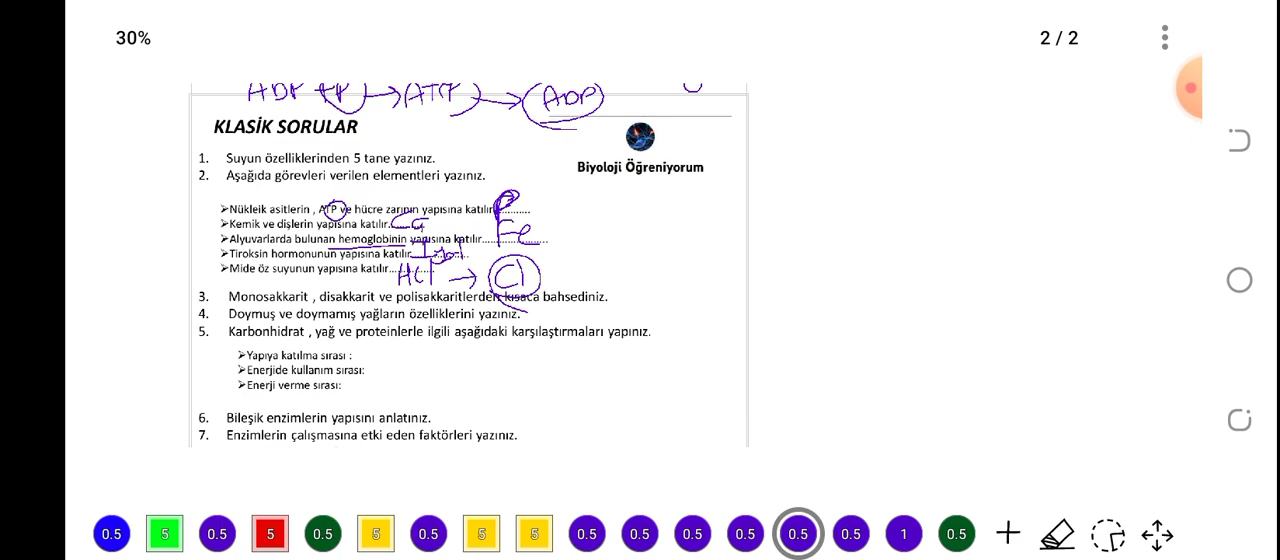 30%
2 / 2
ADP +P → ATP → ADP
KLASİK SORULAR
Biyoloji Öğreniyorum
1. Suyun özelliklerinden 5 tane yazınız.
2. Aşağıda görevleri verilen elementleri yazınız.
➢Nükleik asitlerin , ATP ve hücre zarının yapısına katılır........... P
➢Kemik ve dişlerin yapısına katılır........ Ca
➢Alyuvarlarda bulunan hemoglobinin yapısına katılır..................... Fe
➢Tiroksin hormonunun yapısına katılır.............. İyot
➢Mide öz suyunun yapısına katılır.............. HCl → Cl
3. Monosakkarit , disakkarit ve polisakkaritlerden kısaca bahsediniz.
4. Doymuş ve doymamış yağların özelliklerini yazınız.
5. Karbonhidrat , yağ ve proteinlerle ilgili aşağıdaki karşılaştırmaları yapınız.
➢Yapıya katılma sırası :
➢Enerjide kullanım sırası:
➢Enerji verme sırası:
6. Bileşik enzimlerin yapısını anlatınız.
7. Enzimlerin çalışmasına etki eden faktörleri yazınız.
0.5 5 0.5 5 0.5 5 0.5 5 5 0.5 0.5 0.5 0.5 0.5 0.5 1 0.5